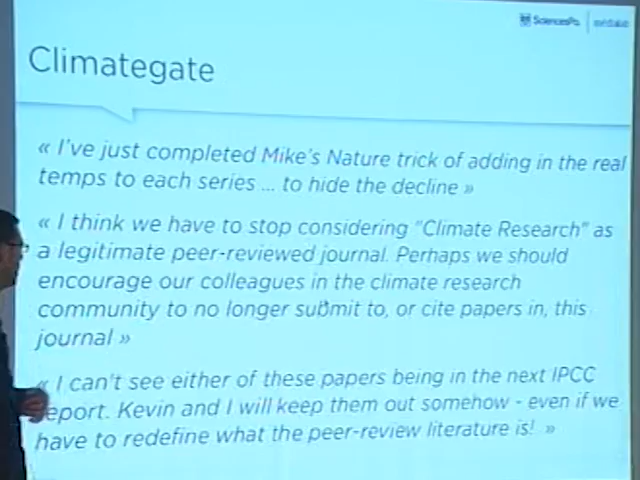 SciencesPo.
Climategate
« I've just completed Mike's Nature trick of adding in the real
temps to each series ... to hide the decline »
« I think we have to stop considering "Climate Research" as
a legitimate peer-reviewed journal. Perhaps we should
encourage our colleagues in the climate research
community to no longer submit to, or cite papers in, this
journal »
« I can't see either of these papers being in the next IPCC
eport. Kevin and I will keep them out somehow - even if we
have to redefine what the peer-review literature is! »